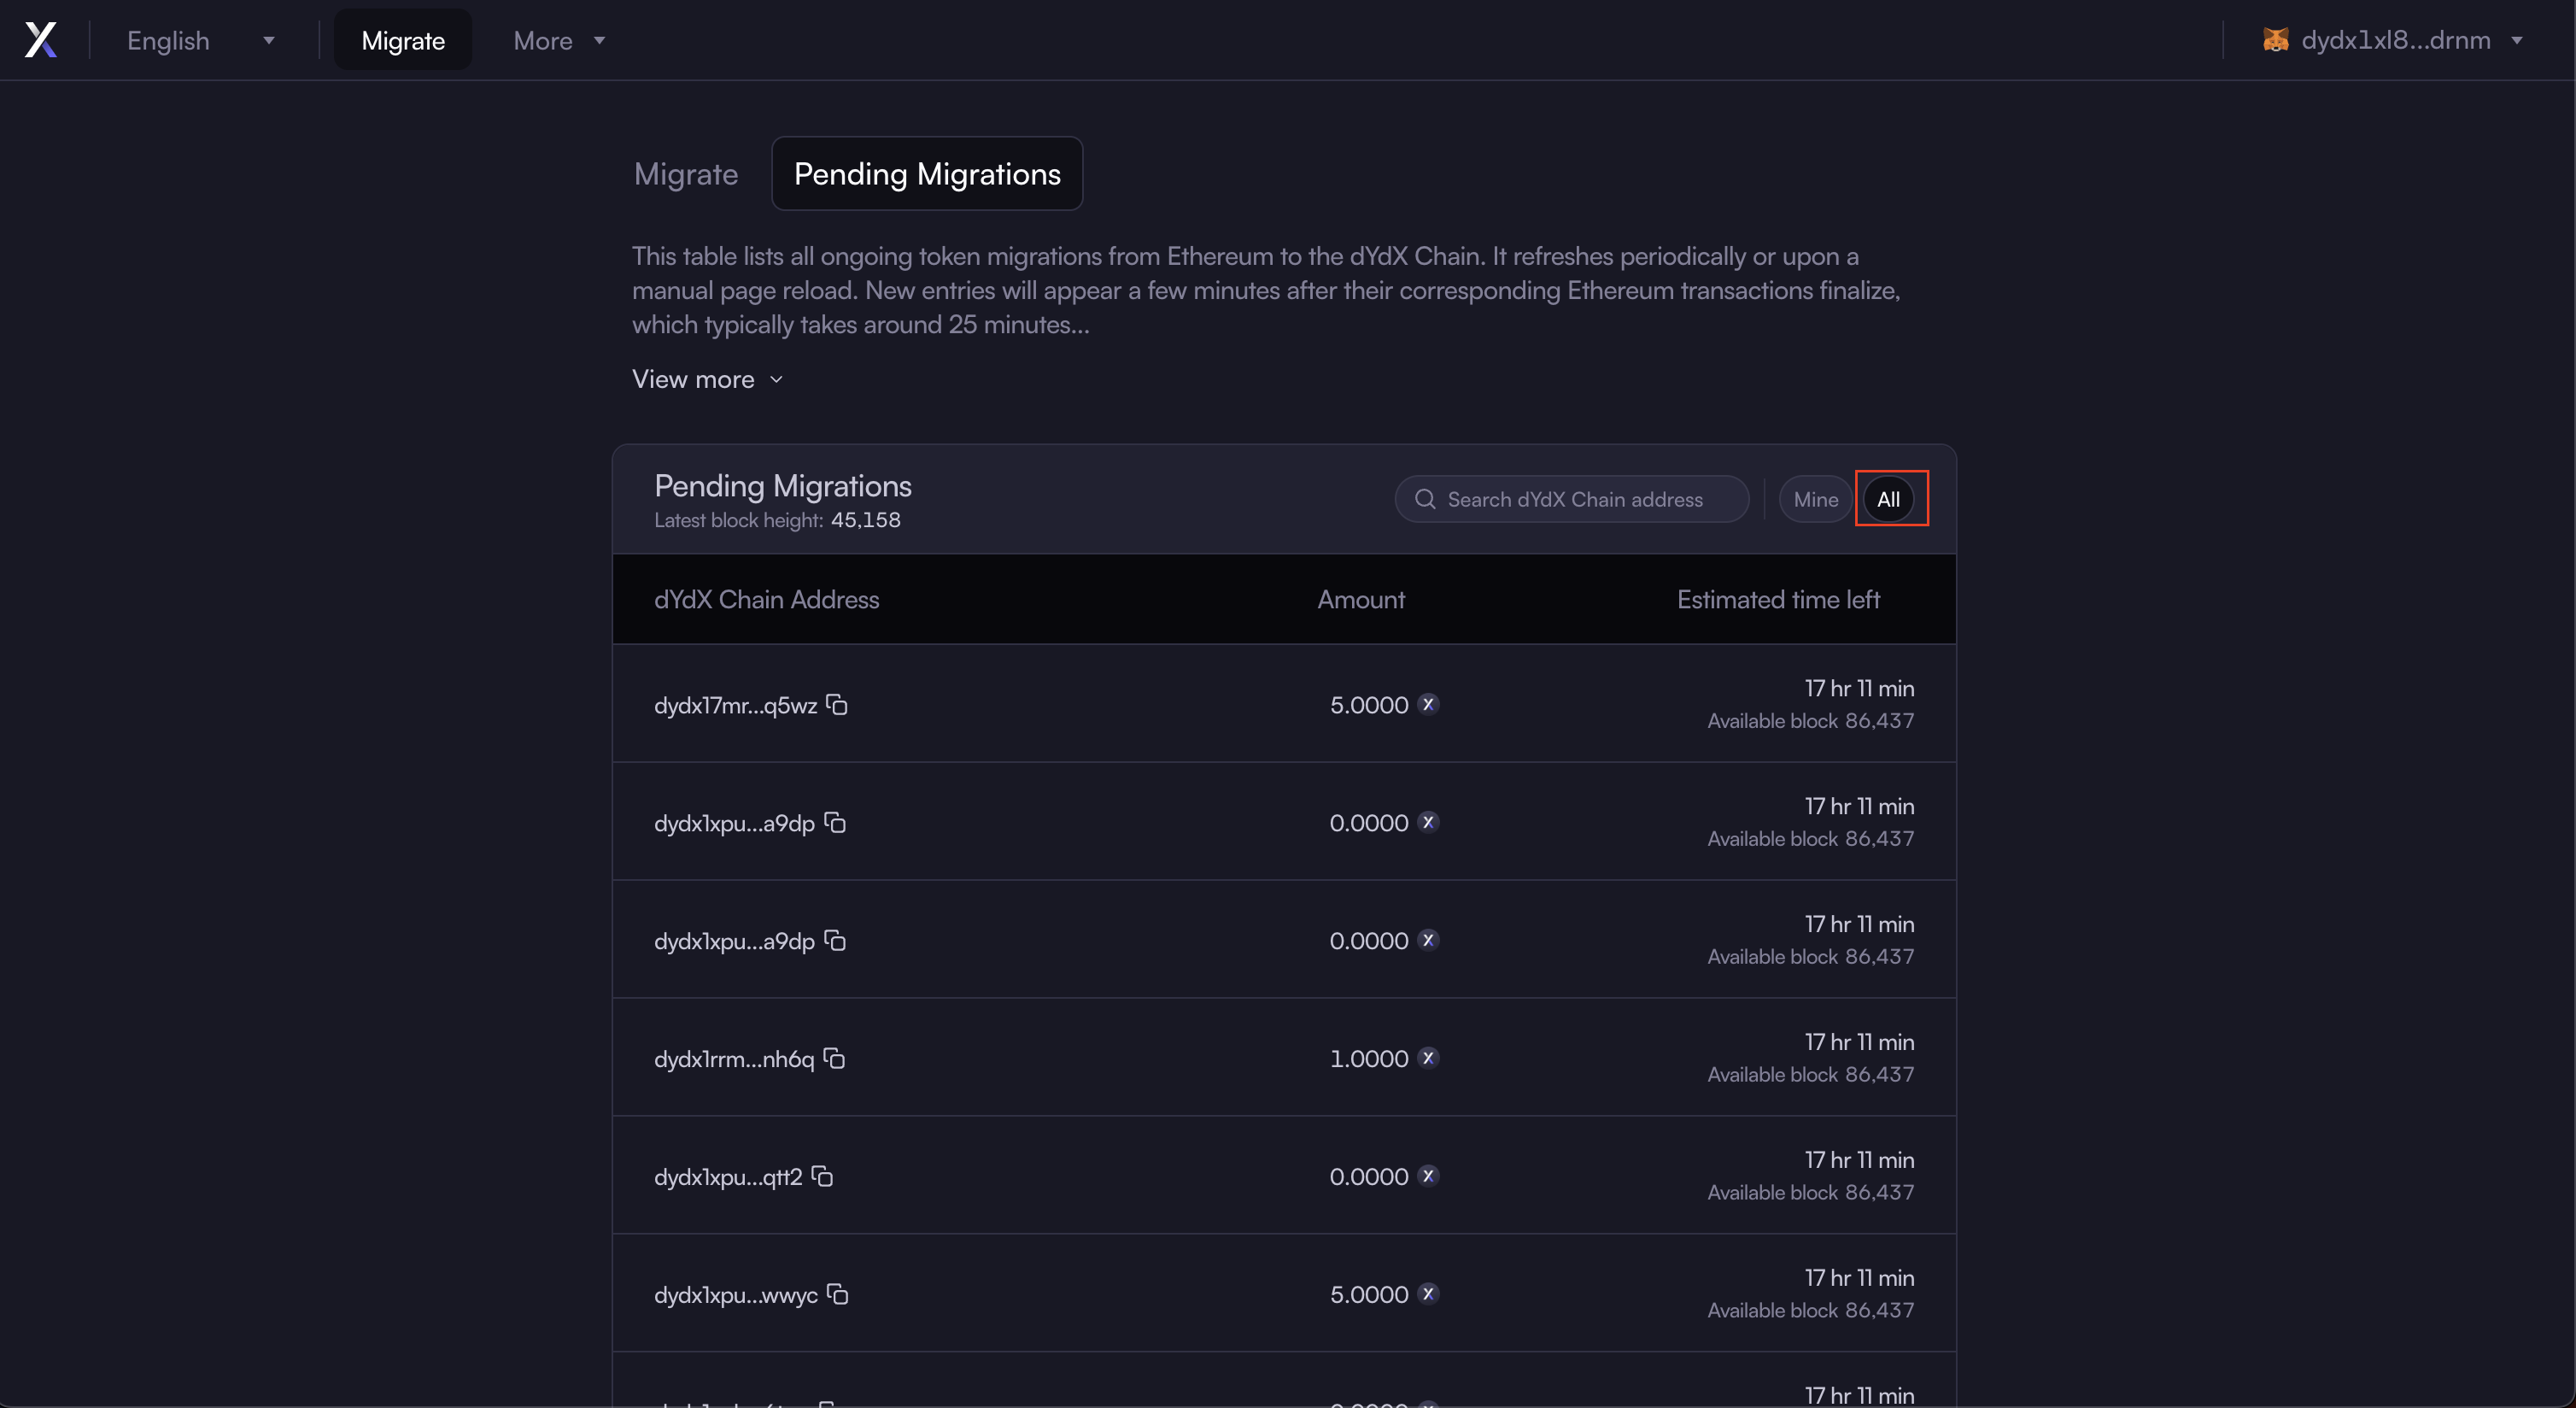 English
Migrate
More
dydx1xl8...drnm
Migrate
Pending Migrations
This table lists all ongoing token migrations from Ethereum to the dYdX Chain. It refreshes periodically or upon a
manual page reload. New entries will appear a few minutes after their corresponding Ethereum transactions finalize,
which typically takes around 25 minutes...
View more
Pending Migrations
Latest block height: 45,158
Search dYdX Chain address
Mine
All
dYdX Chain Address
Amount
Estimated time left
dydx17mr...q5wz
5.0000
17 hr 11 min
Available block 86,437
dydx1xpu...a9dp
0.0000
17 hr 11 min
Available block 86,437
dydx1xpu...a9dp
0.0000
17 hr 11 min
Available block 86,437
dydx1rrm...nh6q
1.0000
17 hr 11 min
Available block 86,437
dydx1xpu...qtt2
0.0000
17 hr 11 min
Available block 86,437
dydx1xpu...wwyc
5.0000
17 hr 11 min
Available block 86,437
17 hr 11 min